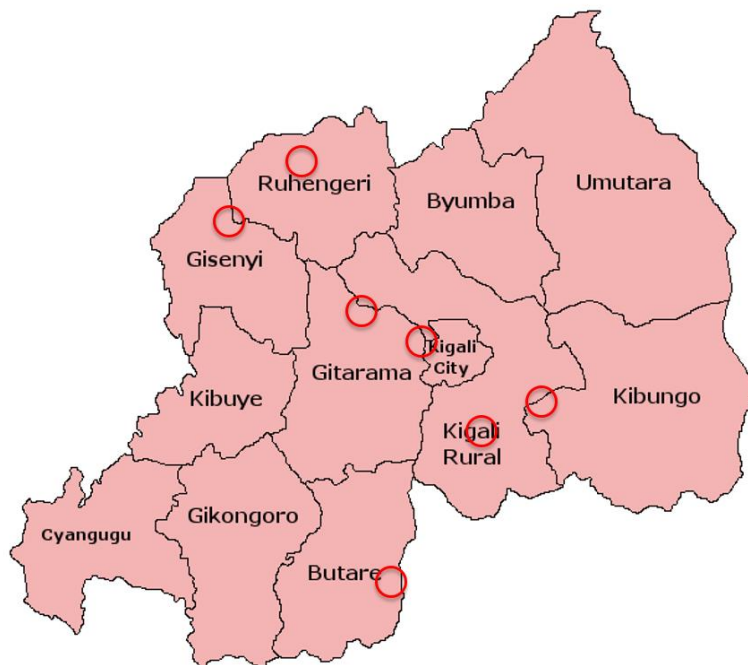 Ruhengeri
Byumba
Umutara
Gisenyi
Kigali
City
Gitarama
Kibuye
Kibungo
Kigali
Rural
Gikongoro
Cyangugu
Butare